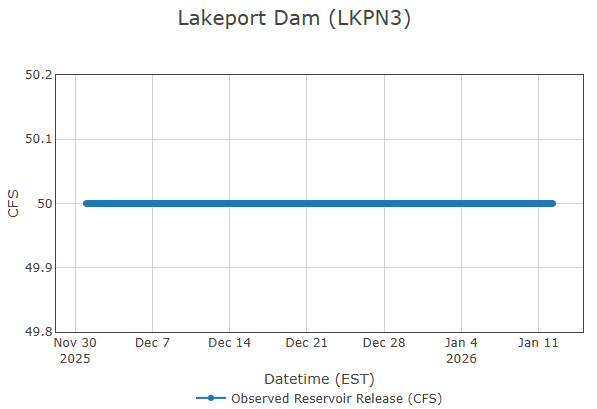 Lakeport Dam (LKPN3)
50.2
50.1
50
49.9
49.8
CFS
Nov 30 Dec 7 Dec 14 Dec 21 Dec 28 Jan 4 Jan 11
2025 2026
Datetime (EST)
Observed Reservoir Release (CFS)